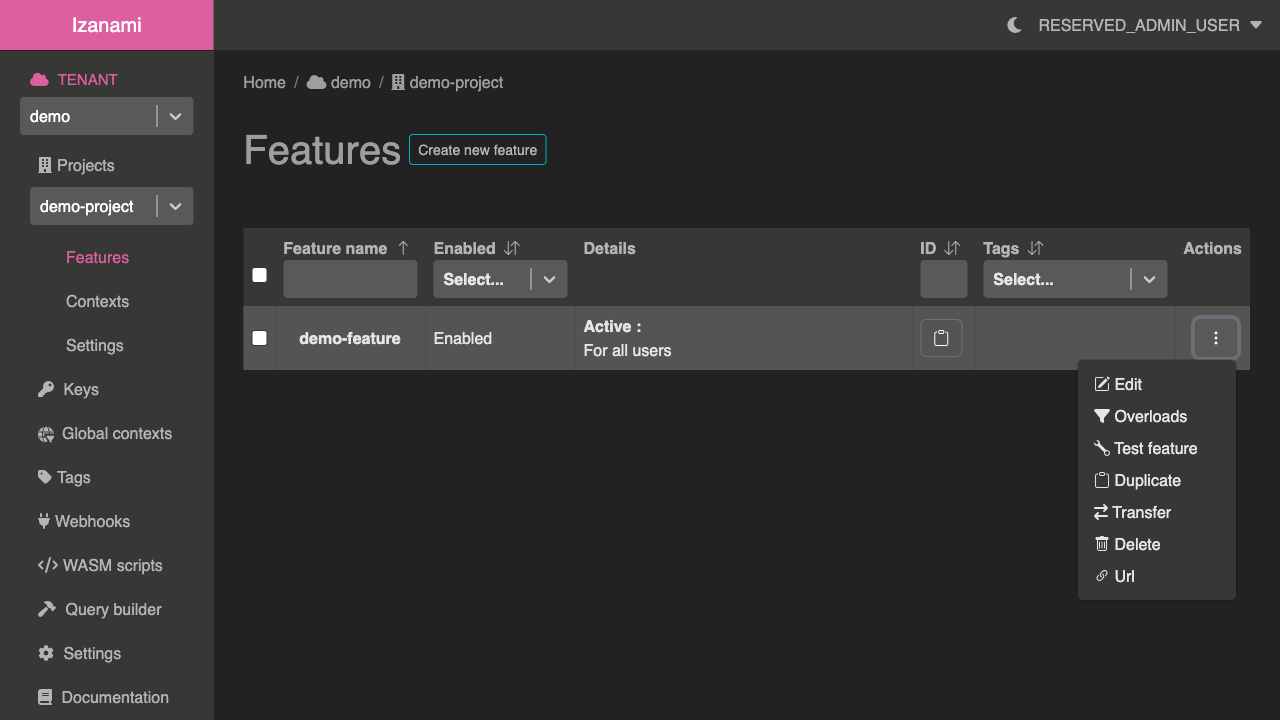 Izanami
RESERVED_ADMIN_USER
TENANT
demo
Projects
demo-project
Features
Contexts
Settings
Keys
Global contexts
Tags
Webhooks
WASM scripts
Query builder
Settings
Documentation
Home / demo / demo-project
Features Create new feature
Feature name Enabled Details ID Tags Actions
Select... Select...
demo-feature Enabled Active :
For all users
Edit
Overloads
Test feature
Duplicate
Transfer
Delete
Url